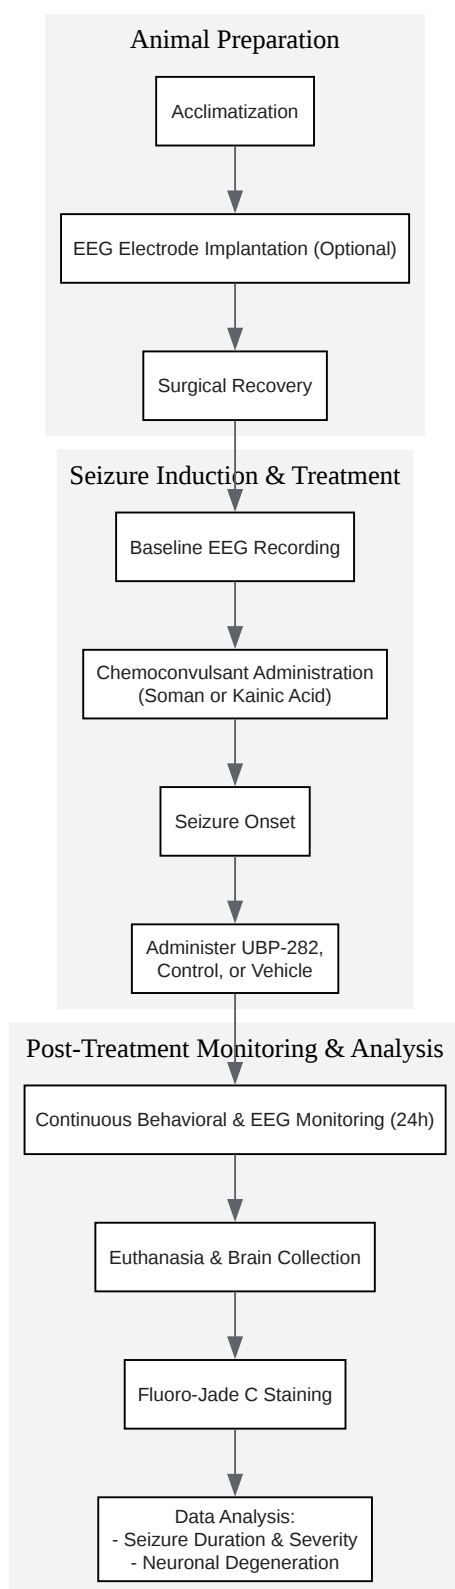 Animal Preparation
Acclimatization
EEG Electrode Implantation (Optional)
Surgical Recovery
Seizure Induction & Treatment
Baseline EEG Recording
Chemoconvulsant Administration
(Soman or Kainic Acid)
Seizure Onset
Administer UBP-282,
Control, or Vehicle
Post-Treatment Monitoring & Analysis
Continuous Behavioral & EEG Monitoring (24h)
Euthanasia & Brain Collection
Fluoro-Jade C Staining
Data Analysis:
- Seizure Duration & Severity
- Neuronal Degeneration